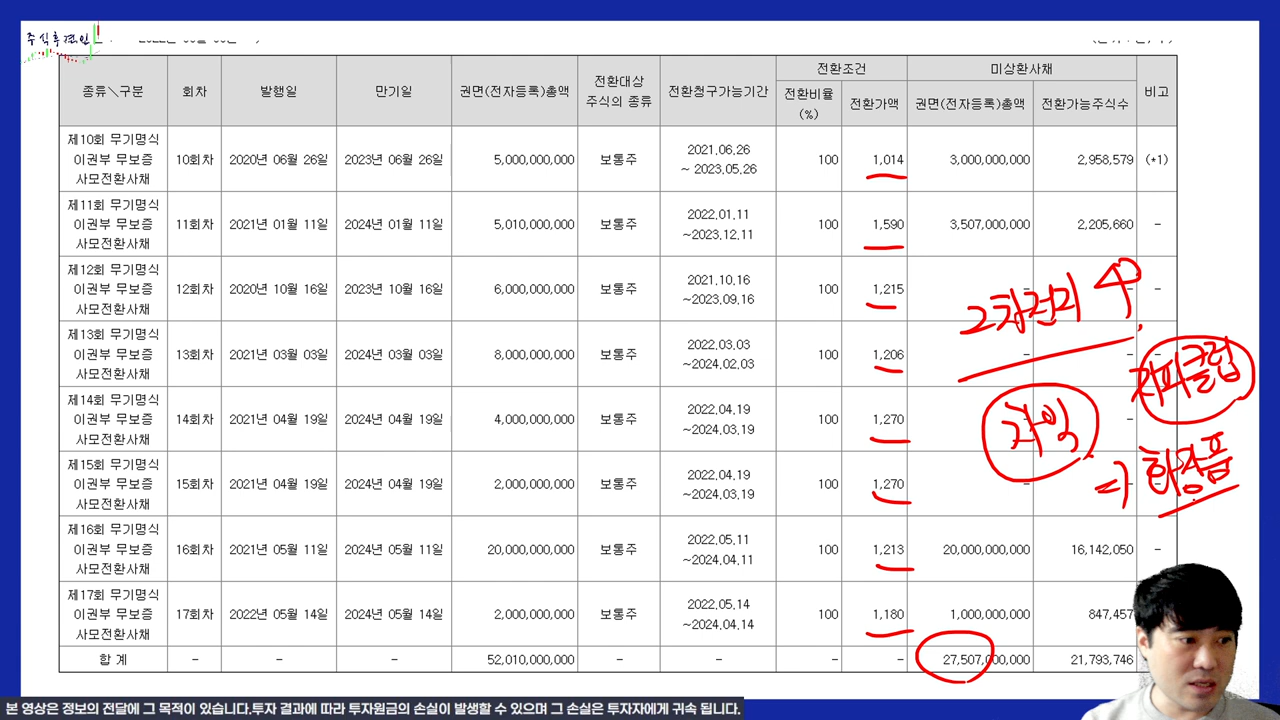 주식후견인
종류＼구분 회차 발행일 만기일 권면(전자등록)총액 전환대상 주식의 종류 전환청구가능기간 전환조건 미상환사채 비고
전환비율 (%) 전환가액 권면(전자등록)총액 전환가능주식수
제10회 무기명식
이권부 무보증
사모전환사채
10회차 2020년 06월 26일 2023년 06월 26일 5,000,000,000 보통주 2021.06.26 ~ 2023.05.26 100 1,014 3,000,000,000 2,958,579 (*1)
제11회 무기명식
이권부 무보증
사모전환사채
11회차 2021년 01월 11일 2024년 01월 11일 5,010,000,000 보통주 2022.01.11 ~2023.12.11 100 1,590 3,507,000,000 2,205,660 -
제12회 무기명식
이권부 무보증
사모전환사채
12회차 2020년 10월 16일 2023년 10월 16일 6,000,000,000 보통주 2021.10.16 ~2023.09.16 100 1,215 - - -
제13회 무기명식
이권부 무보증
사모전환사채
13회차 2021년 03월 03일 2024년 03월 03일 8,000,000,000 보통주 2022.03.03 ~2024.02.03 100 1,206 - - -
제14회 무기명식
이권부 무보증
사모전환사채
14회차 2021년 04월 19일 2024년 04월 19일 4,000,000,000 보통주 2022.04.19 ~2024.03.19 100 1,270 - -
제15회 무기명식
이권부 무보증
사모전환사채
15회차 2021년 04월 19일 2024년 04월 19일 2,000,000,000 보통주 2022.04.19 ~2024.03.19 100 1,270 - -
제16회 무기명식
이권부 무보증
사모전환사채
16회차 2021년 05월 11일 2024년 05월 11일 20,000,000,000 보통주 2022.05.11 ~2024.04.11 100 1,213 20,000,000,000 16,142,050 -
제17회 무기명식
이권부 무보증
사모전환사채
17회차 2022년 05월 14일 2024년 05월 14일 2,000,000,000 보통주 2022.05.14 ~2024.04.14 100 1,180 1,000,000,000 847,457
합 계 - - - 52,010,000,000 - - - - 27,507,000,000 21,793,746
2차전지
지피클럽
차익
화장품
본 영상은 정보의 전달에 그 목적이 있습니다.투자 결과에 따라 투자원금의 손실이 발생할 수 있으며 그 손실은 투자자에게 귀속 됩니다.